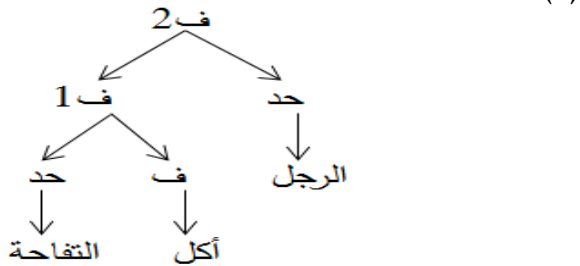 ف2
حد ف1
ف حد
الرجل
أكل التفاحة